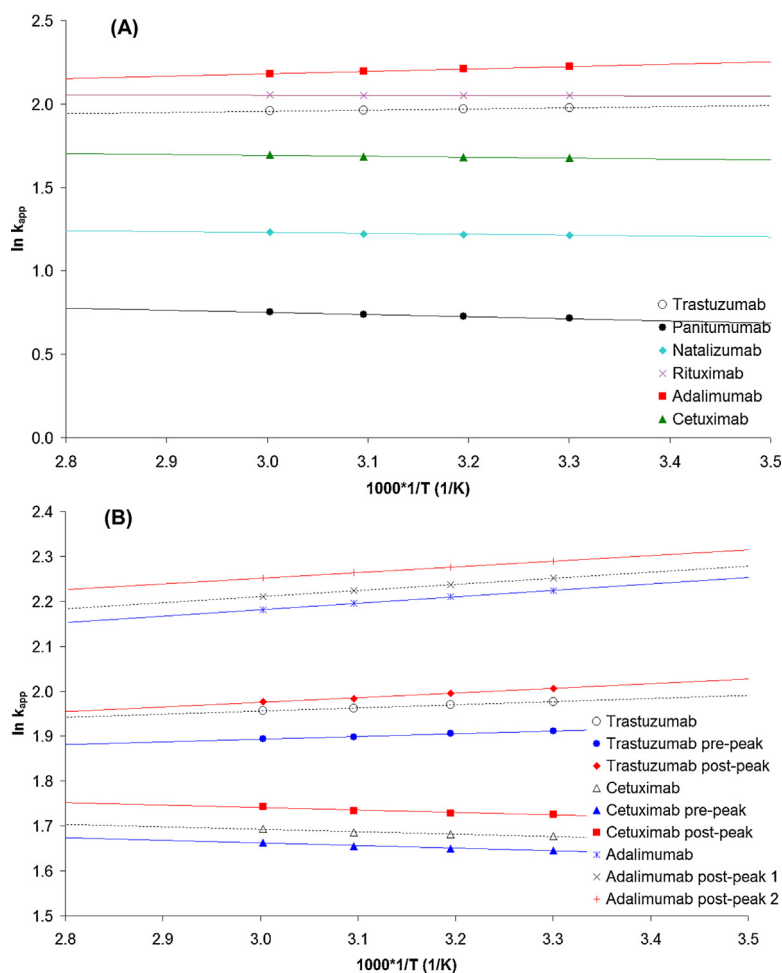 (A)
2.5
2.0
1.5
1.0
0.5
0.0
ln k_app
Trastuzumab
Panitumumab
Natalizumab
Rituximab
Adalimumab
Cetuximab
2.8 2.9 3.0 3.1 3.2 3.3 3.4 3.5
1000*1/T (1/K)
(B)
2.4
2.3
2.2
2.1
2.0
1.9
1.8
1.7
1.6
1.5
ln k_app
Trastuzumab
Trastuzumab pre-peak
Trastuzumab post-peak
Cetuximab
Cetuximab pre-peak
Cetuximab post-peak
Adalimumab
Adalimumab post-peak 1
Adalimumab post-peak 2
2.8 2.9 3.0 3.1 3.2 3.3 3.4 3.5
1000*1/T (1/K)